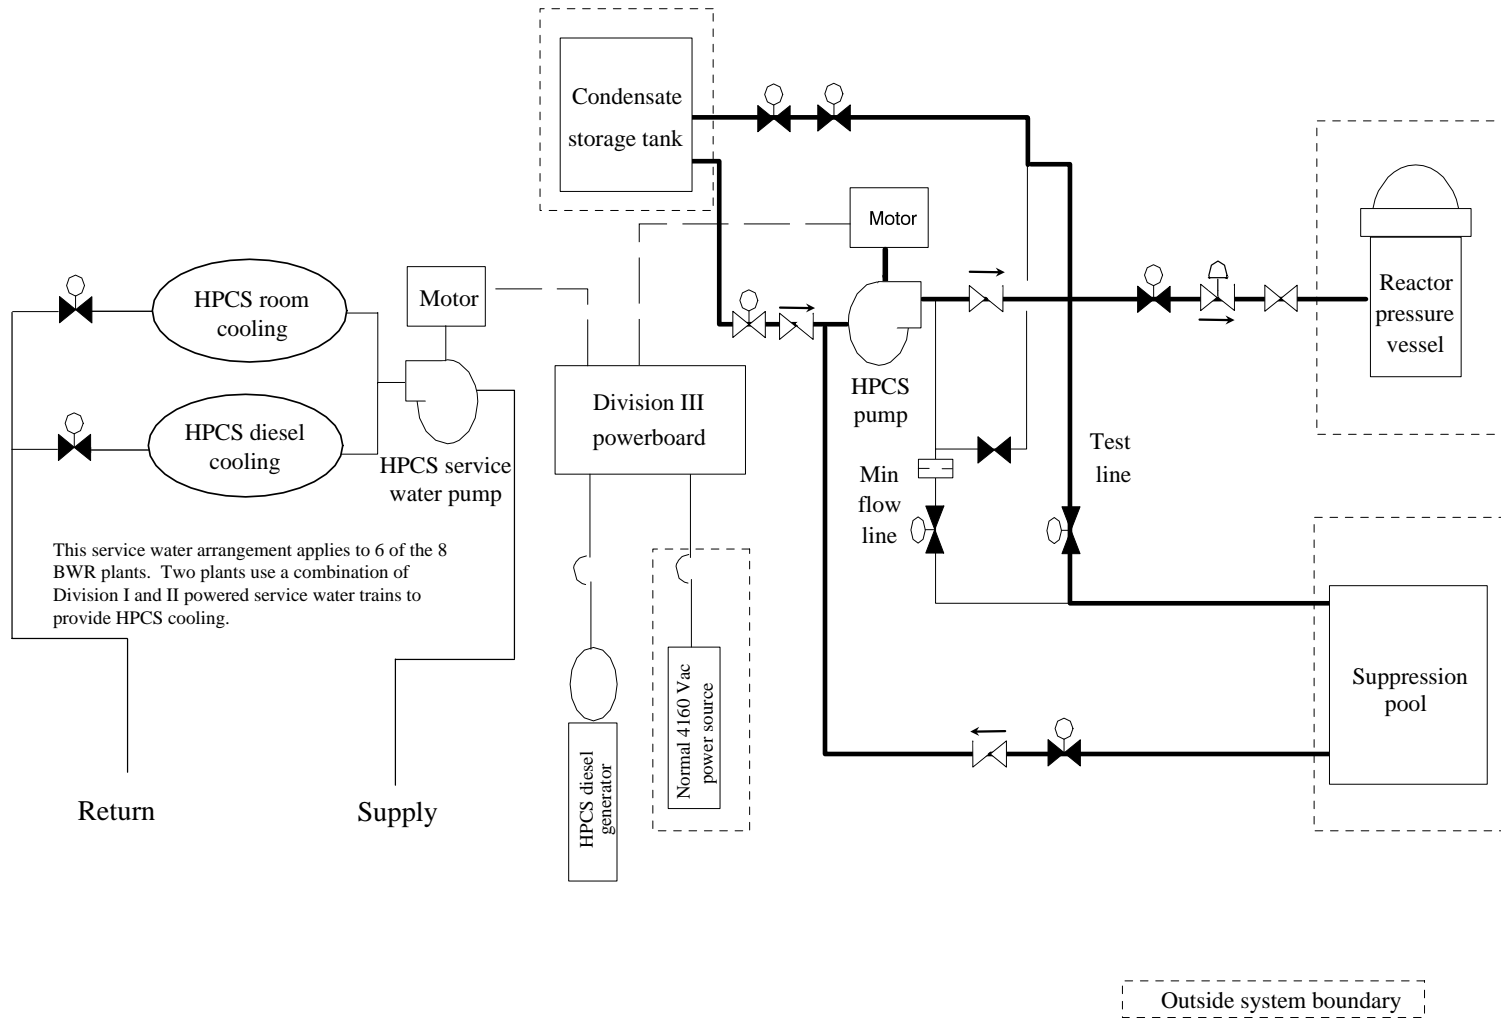 Condensate
storage tank
Motor
HPCS room
cooling
Motor
Reactor
pressure
vessel
HPCS
pump
Division III
powerboard
HPCS diesel
cooling
HPCS service
water pump
Test
line
Min
flow
line
This service water arrangement applies to 6 of the 8
BWR plants. Two plants use a combination of
Division I and II powered service water trains to
provide HPCS cooling.
Suppression
pool
Normal 4160 Vac
power source
HPCS diesel
generator
Return
Supply
Outside system boundary